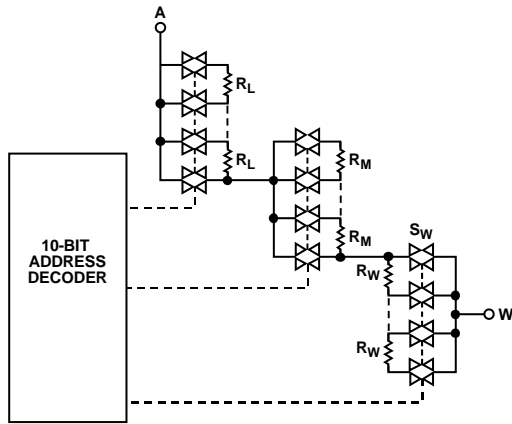 A
R_L
R_L
R_M
R_M
S_W
R_W
R_W
W
10-BIT
ADDRESS
DECODER